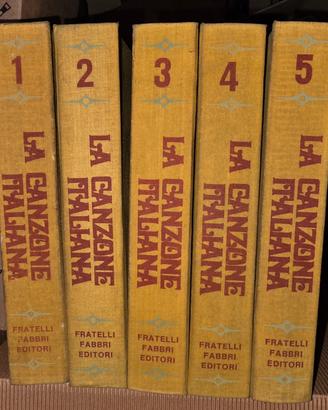 1
LA
CANZONE
ITALIANA
FRATELLI
FABBRI
EDITORI
2
LA
CANZONE
ITALIANA
FRATELLI
FABBRI
EDITORI
3
LA
CANZONE
ITALIANA
FRATELLI
FABBRI
EDITORI
4
LA
CANZONE
ITALIANA
FRATELLI
FABBRI
EDITORI
5
LA
CANZONE
ITALIANA
FRATELLI
FABBRI
EDITORI